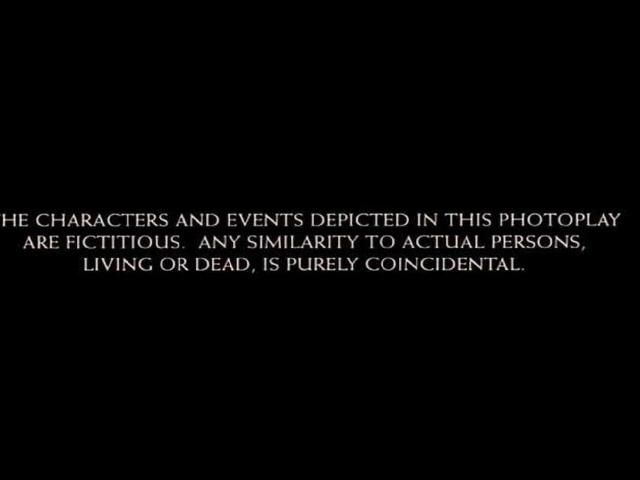 HE CHARACTERS AND EVENTS DEPICTED IN THIS PHOTOPLAY
ARE FICTITIOUS. ANY SIMILARITY TO ACTUAL PERSONS,
LIVING OR DEAD, IS PURELY COINCIDENTAL.